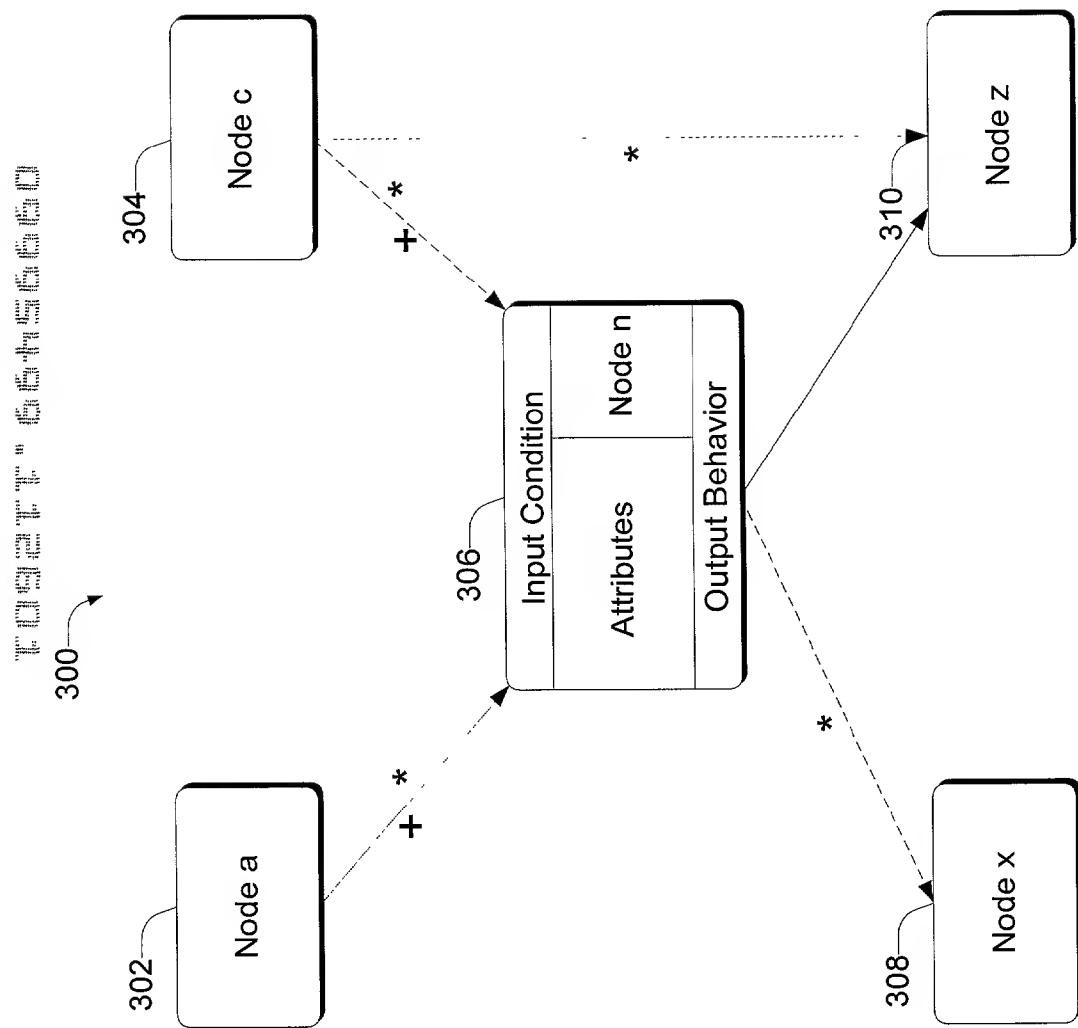 300
302
Node a
304
Node c
+ *
+ *
306
Input Condition
Attributes
Node n
Output Behavior
*
*
308
Node x
310
Node z